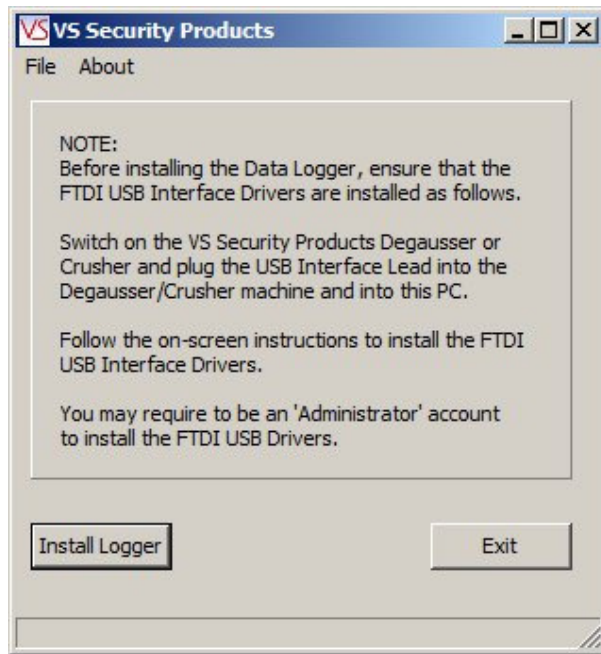 VS VS Security Products
File About
NOTE:
Before installing the Data Logger, ensure that the
FTDI USB Interface Drivers are installed as follows.
Switch on the VS Security Products Degausser or
Crusher and plug the USB Interface Lead into the
Degausser/Crusher machine and into this PC.
Follow the on-screen instructions to install the FTDI
USB Interface Drivers.
You may require to be an 'Administrator' account
to install the FTDI USB Drivers.
Install Logger Exit